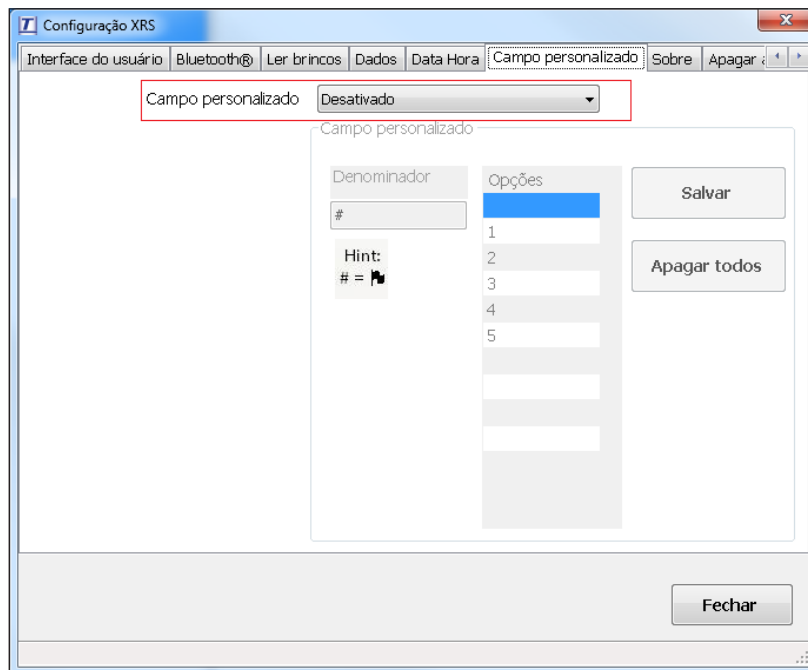 Configuração XRS
Interface do usuário Bluetooth® Ler brincos Dados Data Hora Campo personalizado Sobre Apagar
Campo personalizado Desativado
Campo personalizado
Denominador
#
Hint:
# =
Opções
1
2
3
4
5
Salvar
Apagar todos
Fechar